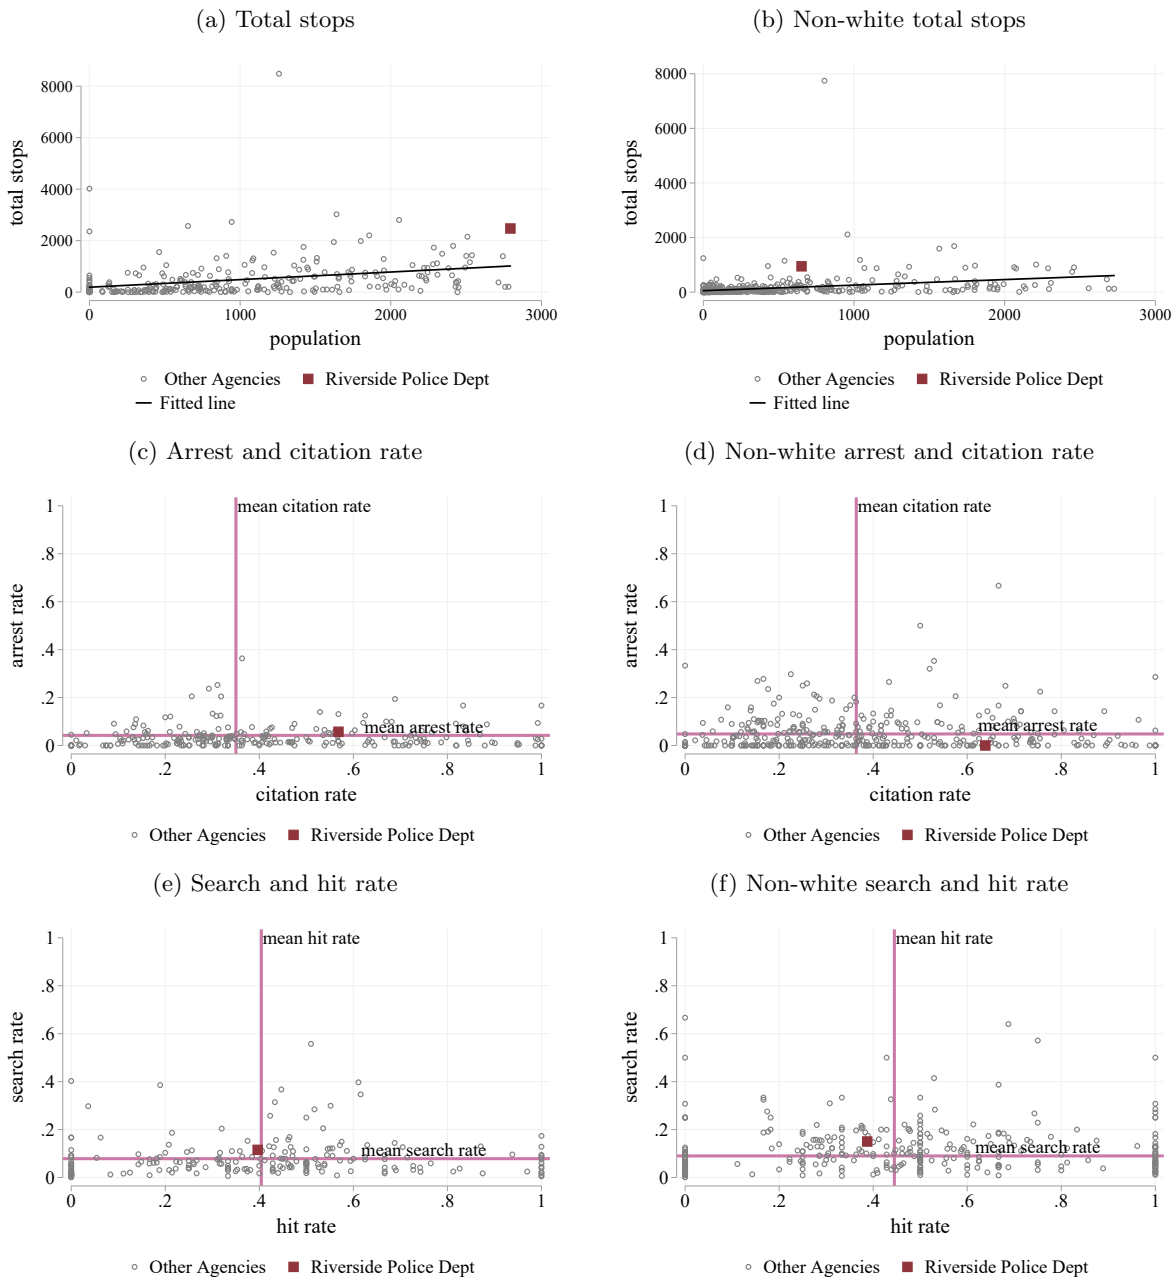 (a) Total stops
(b) Non-white total stops
8000
6000
4000
2000
0
total stops
0 1000 2000 3000
population
Other Agencies Riverside Police Dept
Fitted line
8000
6000
4000
2000
0
total stops
0 1000 2000 3000
population
Other Agencies Riverside Police Dept
Fitted line
(c) Arrest and citation rate
(d) Non-white arrest and citation rate
1
.8
.6
.4
.2
0
arrest rate
mean citation rate
mean arrest rate
0 .2 .4 .6 .8 1
citation rate
Other Agencies Riverside Police Dept
1
.8
.6
.4
.2
0
arrest rate
mean citation rate
mean arrest rate
0 .2 .4 .6 .8 1
citation rate
Other Agencies Riverside Police Dept
(e) Search and hit rate
(f) Non-white search and hit rate
1
.8
.6
.4
.2
0
search rate
mean hit rate
mean search rate
0 .2 .4 .6 .8 1
hit rate
Other Agencies Riverside Police Dept
1
.8
.6
.4
.2
0
search rate
mean hit rate
mean search rate
0 .2 .4 .6 .8 1
hit rate
Other Agencies Riverside Police Dept